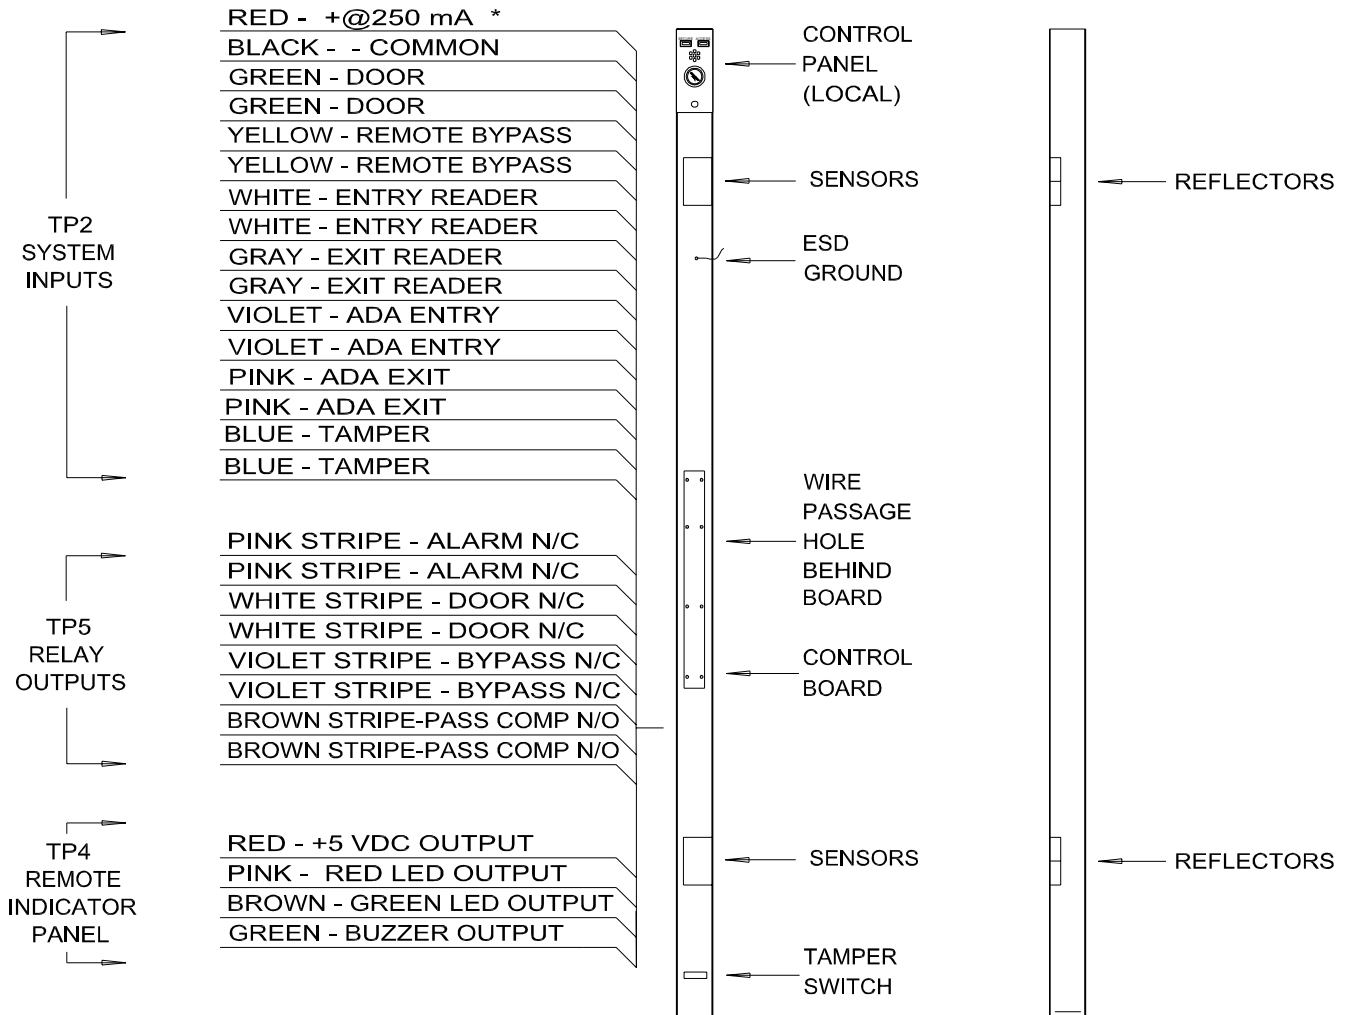 RED - +@250 mA *
BLACK - - COMMON
GREEN - DOOR
GREEN - DOOR
YELLOW - REMOTE BYPASS
YELLOW - REMOTE BYPASS
WHITE - ENTRY READER
WHITE - ENTRY READER
GRAY - EXIT READER
GRAY - EXIT READER
VIOLET - ADA ENTRY
VIOLET - ADA ENTRY
PINK - ADA EXIT
PINK - ADA EXIT
BLUE - TAMPER
BLUE - TAMPER
TP2
SYSTEM
INPUTS
PINK STRIPE - ALARM N/C
PINK STRIPE - ALARM N/C
WHITE STRIPE - DOOR N/C
WHITE STRIPE - DOOR N/C
VIOLET STRIPE - BYPASS N/C
VIOLET STRIPE - BYPASS N/C
BROWN STRIPE-PASS COMP N/O
BROWN STRIPE-PASS COMP N/O
TP5
RELAY
OUTPUTS
RED - +5 VDC OUTPUT
PINK - RED LED OUTPUT
BROWN - GREEN LED OUTPUT
GREEN - BUZZER OUTPUT
TP4
REMOTE
INDICATOR
PANEL
CONTROL
PANEL
(LOCAL)
SENSORS
ESD
GROUND
WIRE
PASSAGE
HOLE
BEHIND
BOARD
CONTROL
BOARD
SENSORS
TAMPER
SWITCH
REFLECTORS
REFLECTORS